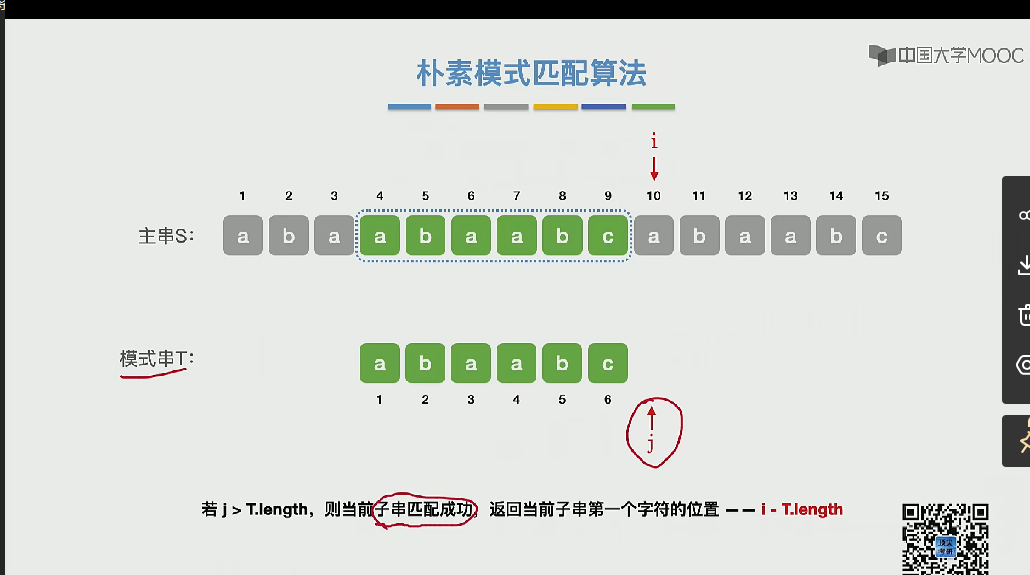 中国大学MOOC
朴素模式匹配算法
i
1 2 3 4 5 6 7 8 9 10 11 12 13 14 15
主串S: a b a a b a a b c a b a a b c
模式串T: a b a a b c
1 2 3 4 5 6
j
若 j > T.length，则当前子串匹配成功，返回当前子串第一个字符的位置 —— i - T.length